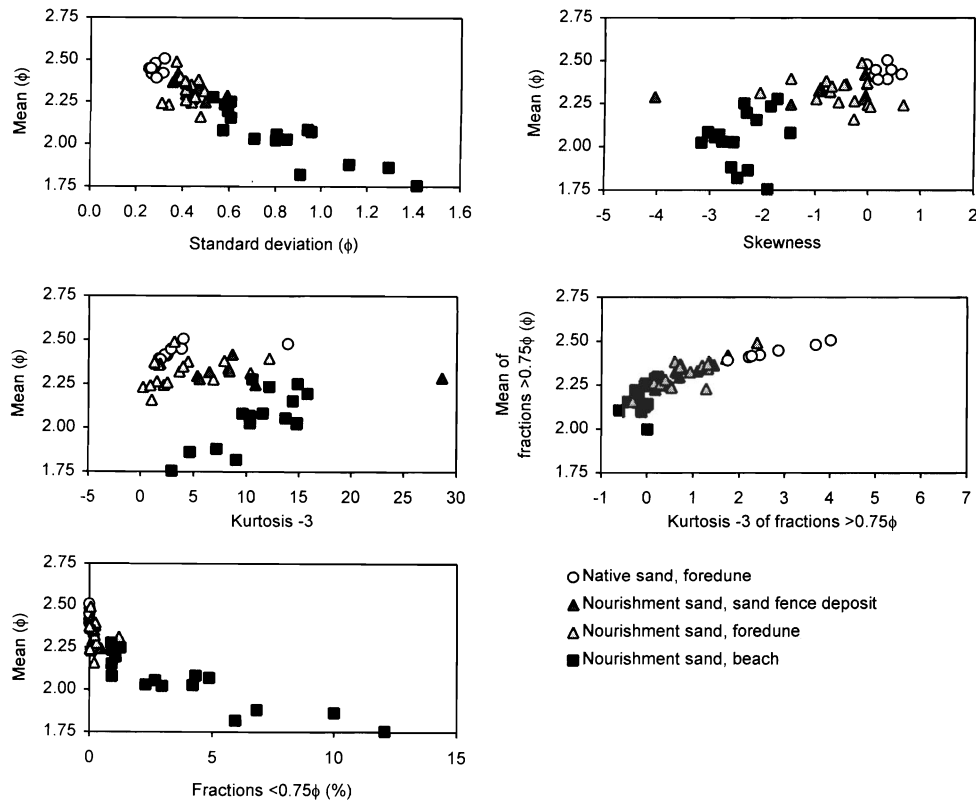 Mean (ϕ)
2.75
2.50
2.25
2.00
1.75
0.0 0.2 0.4 0.6 0.8 1.0 1.2 1.4 1.6
Standard deviation (ϕ)
Mean (ϕ)
2.75
2.50
2.25
2.00
1.75
-5 -4 -3 -2 -1 0 1 2
Skewness
Mean (ϕ)
2.75
2.50
2.25
2.00
1.75
-5 0 5 10 15 20 25 30
Kurtosis -3
Mean of
fractions >0.75ϕ (ϕ)
2.75
2.50
2.25
2.00
1.75
-1 0 1 2 3 4 5 6 7
Kurtosis -3 of fractions >0.75ϕ
Mean (ϕ)
2.75
2.50
2.25
2.00
1.75
0 5 10 15
Fractions <0.75ϕ (%)
Native sand, foredune
Nourishment sand, sand fence deposit
Nourishment sand, foredune
Nourishment sand, beach